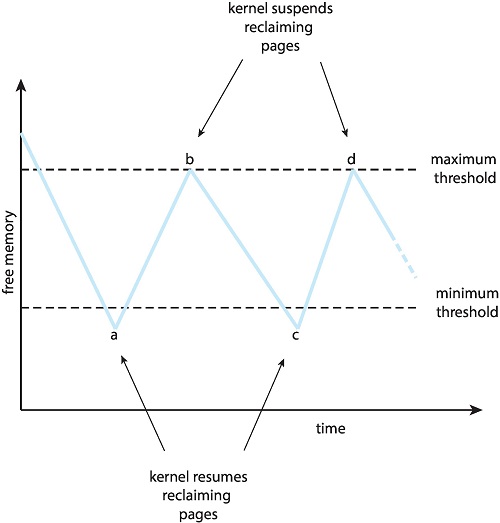 kernel suspends
reclaiming
pages
b
d
maximum
threshold
free memory
minimum
threshold
a
c
time
kernel resumes
reclaiming
pages